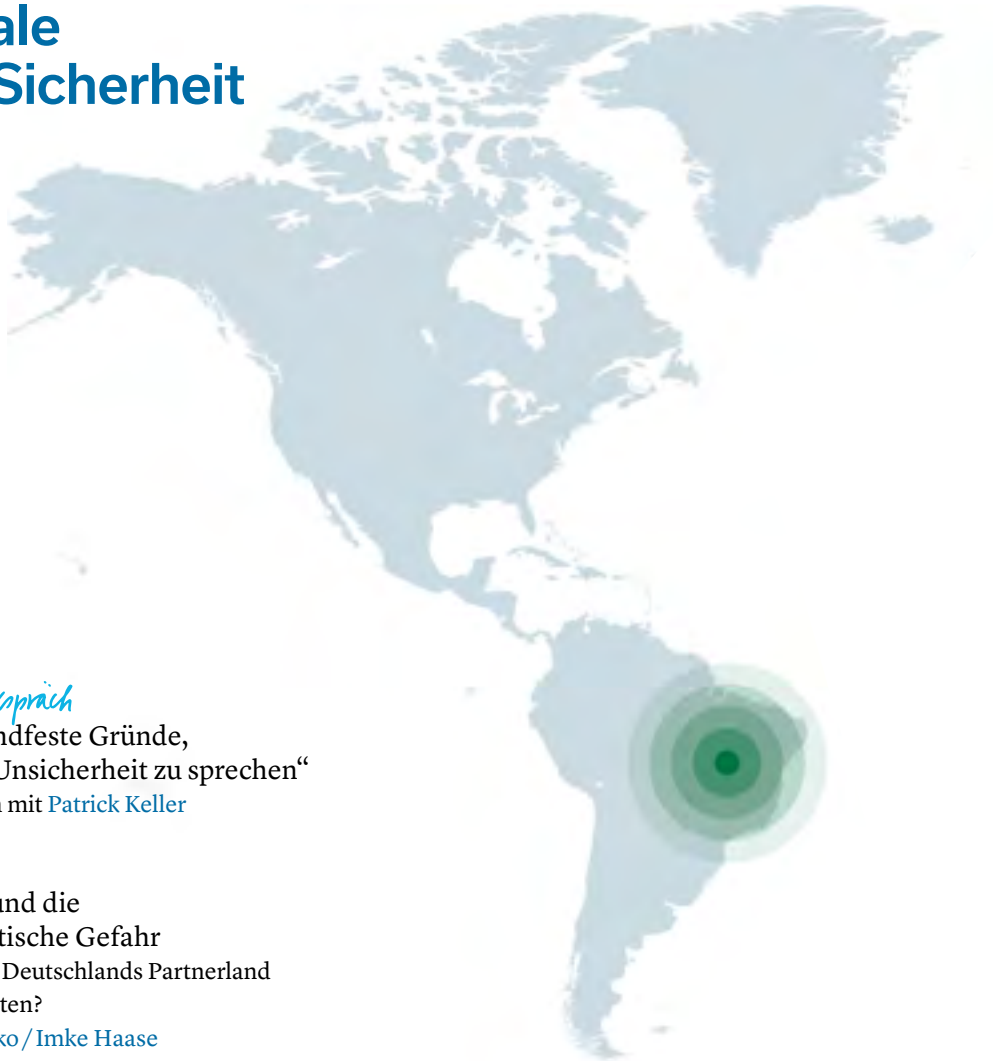 ale
Sicherheit
espräch
ndfeste Gründe,
Unsicherheit zu sprechen“
n mit Patrick Keller
und die
tische Gefahr
Deutschlands Partnerland
ten?
ko / Imke Haase